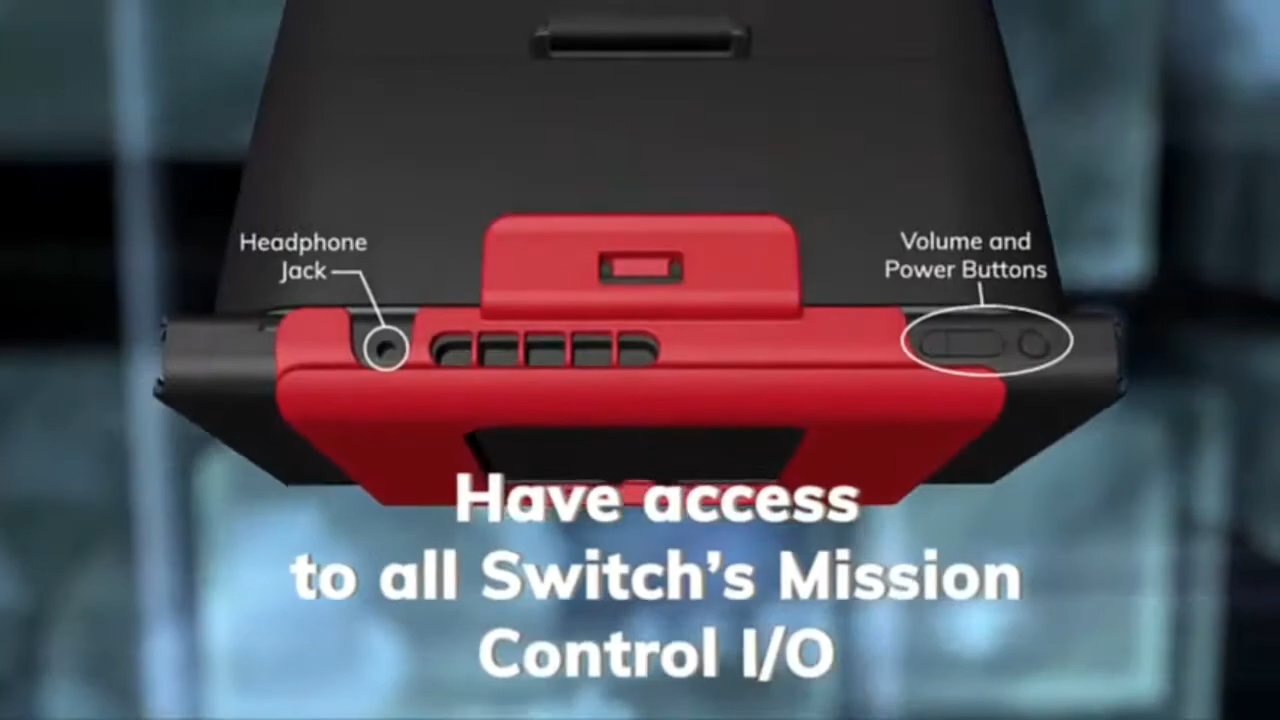 Headphone
Jack
Volume and
Power Buttons
Have access
to all Switch's Mission
Control I/O